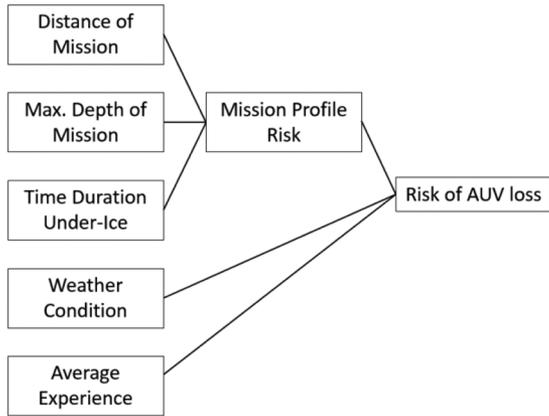 Distance of
Mission
Max. Depth of
Mission
Mission Profile
Risk
Time Duration
Under-Ice
Risk of AUV loss
Weather
Condition
Average
Experience